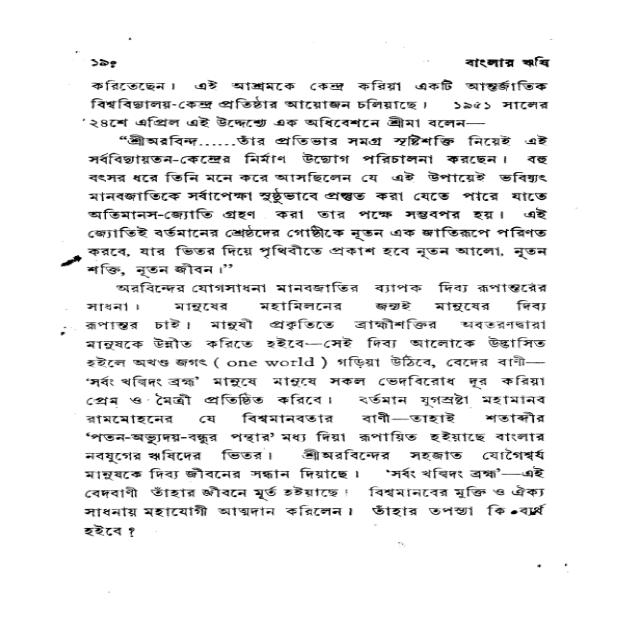 ১৯০ বাংলার ঋষি
করিতেছেন। এই আশ্রমকে কেন্দ্র করিয়া একটি আন্তর্জাতিক
বিশ্ববিদ্যালয়-কেন্দ্র প্রতিষ্ঠার আয়োজন চলিয়াছে। ১৯৫১ সালের
২৪শে এপ্রিল এই উদ্দেশ্যে এক অধিবেশনে শ্রীমা বলেন—
“শ্রীঅরবিন্দ......তাঁর প্রতিভার সমগ্র সৃষ্টিশক্তি নিয়েই এই
সর্ববিদ্যায়তন-কেন্দ্রের নির্মাণ উদ্যোগ পরিচালনা করছেন। বহু
বৎসর ধরে তিনি মনে করে আসছিলেন যে এই উপায়েই ভবিষ্যৎ
মানবজাতিকে সর্বাপেক্ষা সুষ্ঠুভাবে প্রস্তুত করা যেতে পারে যাতে
অতিমানস-জ্যোতি গ্রহণ করা তার পক্ষে সম্ভবপর হয়। এই
জ্যোতিই বর্তমানের শ্রেষ্ঠদের গোষ্ঠীকে নূতন এক জাতিরূপে পরিণত
করবে, যার ভিতর দিয়ে পৃথিবীতে প্রকাশ হবে নূতন আলো, নূতন
শক্তি, নূতন জীবন।”
অরবিন্দের যোগসাধনা মানবজাতির ব্যাপক দিব্য রূপান্তরের
সাধনা। মানুষের মহামিলনের জন্যই মানুষের দিব্য
রূপান্তর চাই। মানুষী প্রকৃতিতে ব্রাহ্মীশক্তির অবতরণদ্বারা
মানুষকে উন্নীত করিতে হইবে—সেই দিব্য আলোকে উদ্ভাসিত
হইলে অখণ্ড জগৎ ( one world ) গড়িয়া উঠিবে, বেদের বাণী—
‘সর্বং খল্বিদং ব্রহ্ম’ মানুষে মানুষে সকল ভেদবিরোধ দূর করিয়া
প্রেম ও মৈত্রী প্রতিষ্ঠিত করিবে। বর্তমান যুগস্রষ্টা মহামানব
রামমোহনের যে বিশ্বমানবতার বাণী—তাহাই শতাব্দীর
‘পতন-অভ্যুদয়-বন্ধুর পন্থার’ মধ্য দিয়া রূপায়িত হইয়াছে বাংলার
নবযুগের ঋষিদের ভিতর। শ্রীঅরবিন্দের সহজাত যোগৈশ্বর্য
মানুষকে দিব্য জীবনের সন্ধান দিয়াছে। ‘সর্বং খল্বিদং ব্রহ্ম’—এই
বেদবাণী তাঁহার জীবনে মূর্ত হইয়াছে। বিশ্বমানবের মুক্তি ও ঐক্য
সাধনায় মহাযোগী আত্মদান করিলেন। তাঁহার তপস্যা কি ব্যর্থ
হইবে ?